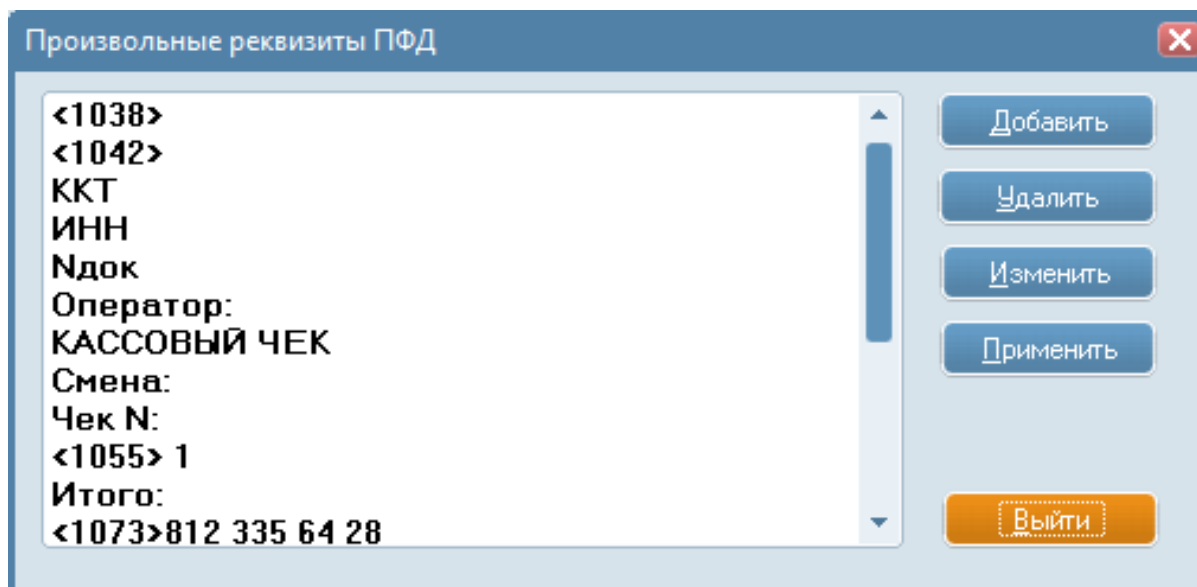 Произвольные реквизиты ПФД
<1038>
<1042>
ККТ
ИНН
Nдок
Оператор:
КАССОВЫЙ ЧЕК
Смена:
Чек N:
<1055> 1
Итого:
<1073>812 335 64 28
Добавить
Удалить
Изменить
Применить
Выйти